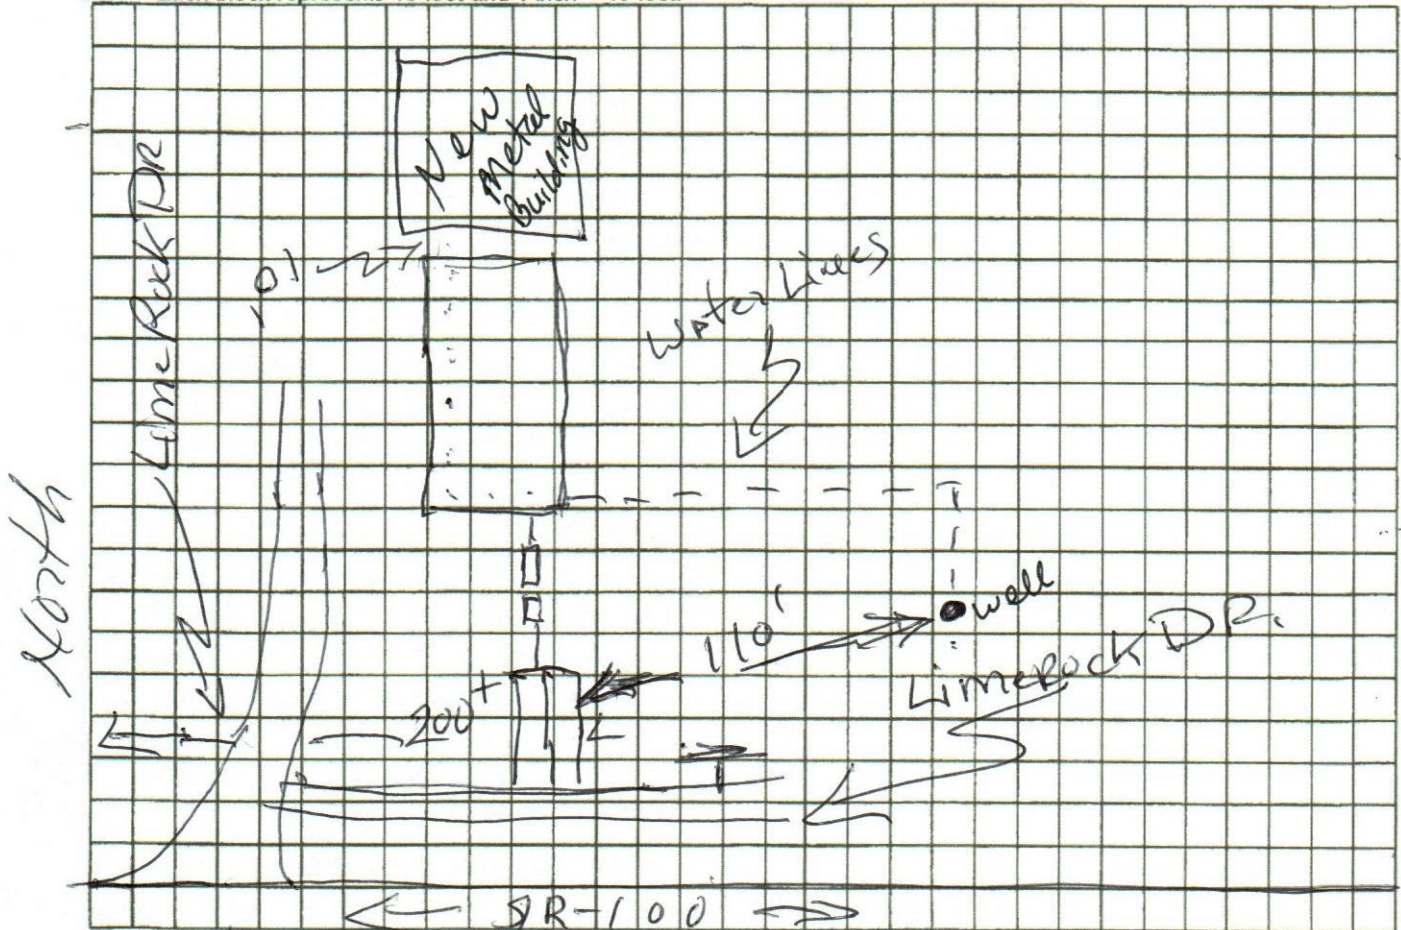 New
Metal
Building
LimeRock DR
10'
Water Lines
North
well
110'
LimeRock DR.
200+
L
T
SR-100